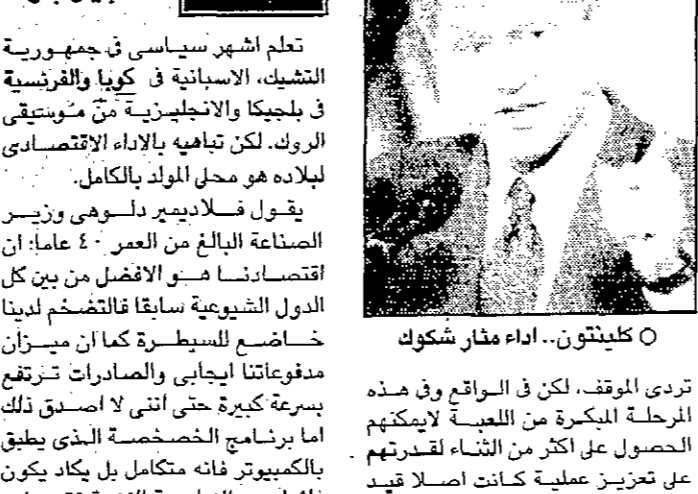 تعلم اشهر سياسى فى جمهورية
التشيك، الاسبانية فى كوبا والفرنسية
فى بلجيكا والانجليزية من موستيقى
الروك. لكن تباهيه بالاداء الاقتصادى
لبلاده هو محلى المولد بالكامل.
يقول فلاديمير دلوهى وزير
الصناعة البالغ من العمر ٤٠ عاما: ان
اقتصادنا هو الافضل من بين كل
الدول الشيوعية سابقا فالتضخم لدينا
خاضع للسيطرة كما ان ميزان
مدفوعاتنا ايجابى والصادرات ترتفع
بسرعة كبيرة حتى اننى لا اصدق ذلك
اما برنامج الخصخصة الذى يطبق
بالكمبيوتر فانه متكامل بل يكاد يكون
○ كلينتون.. اداء مثار شكوك
تردى الموقف، لكن فى الواقع وفى هذه
المرحلة المبكرة من اللعبة لايمكنهم
الحصول على اكثر من الثناء لقدرتهم
على تعزيز عملية كانت اصلا قيد